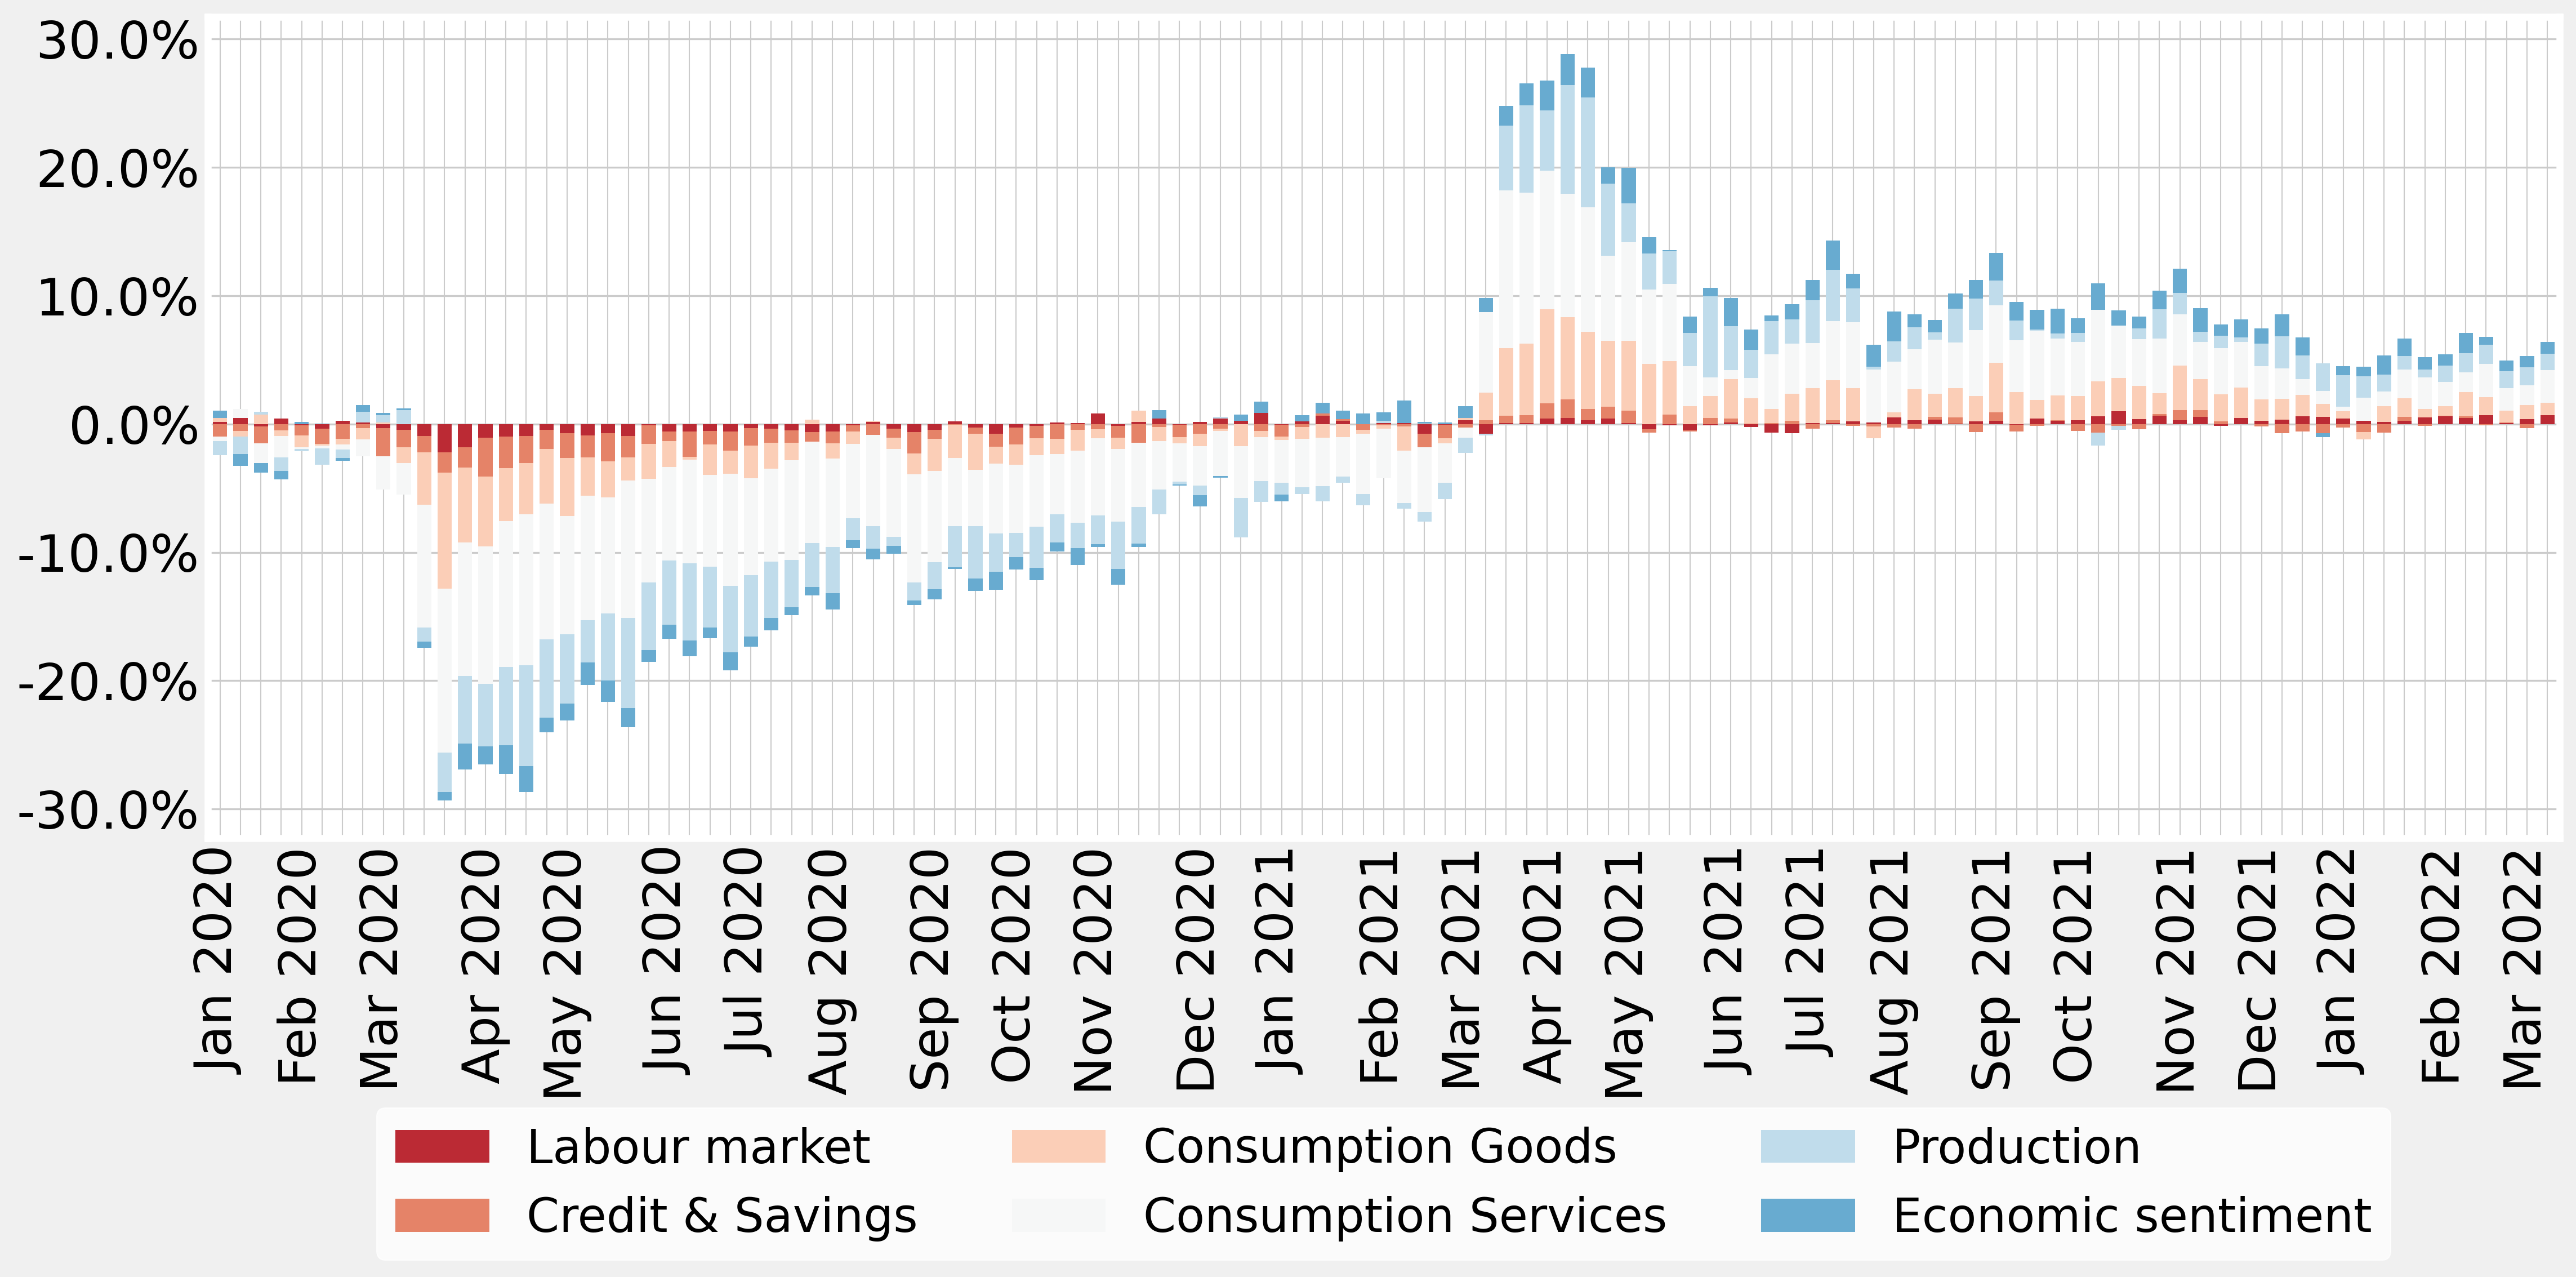 30.0%
20.0%
10.0%
0.0%
-10.0%
-20.0%
-30.0%
Jan 2020
Feb 2020
Mar 2020
Apr 2020
May 2020
Jun 2020
Jul 2020
Aug 2020
Sep 2020
Oct 2020
Nov 2020
Dec 2020
Jan 2021
Feb 2021
Mar 2021
Apr 2021
May 2021
Jun 2021
Jul 2021
Aug 2021
Sep 2021
Oct 2021
Nov 2021
Dec 2021
Jan 2022
Feb 2022
Mar 2022
Labour market
Credit & Savings
Consumption Goods
Consumption Services
Production
Economic sentiment